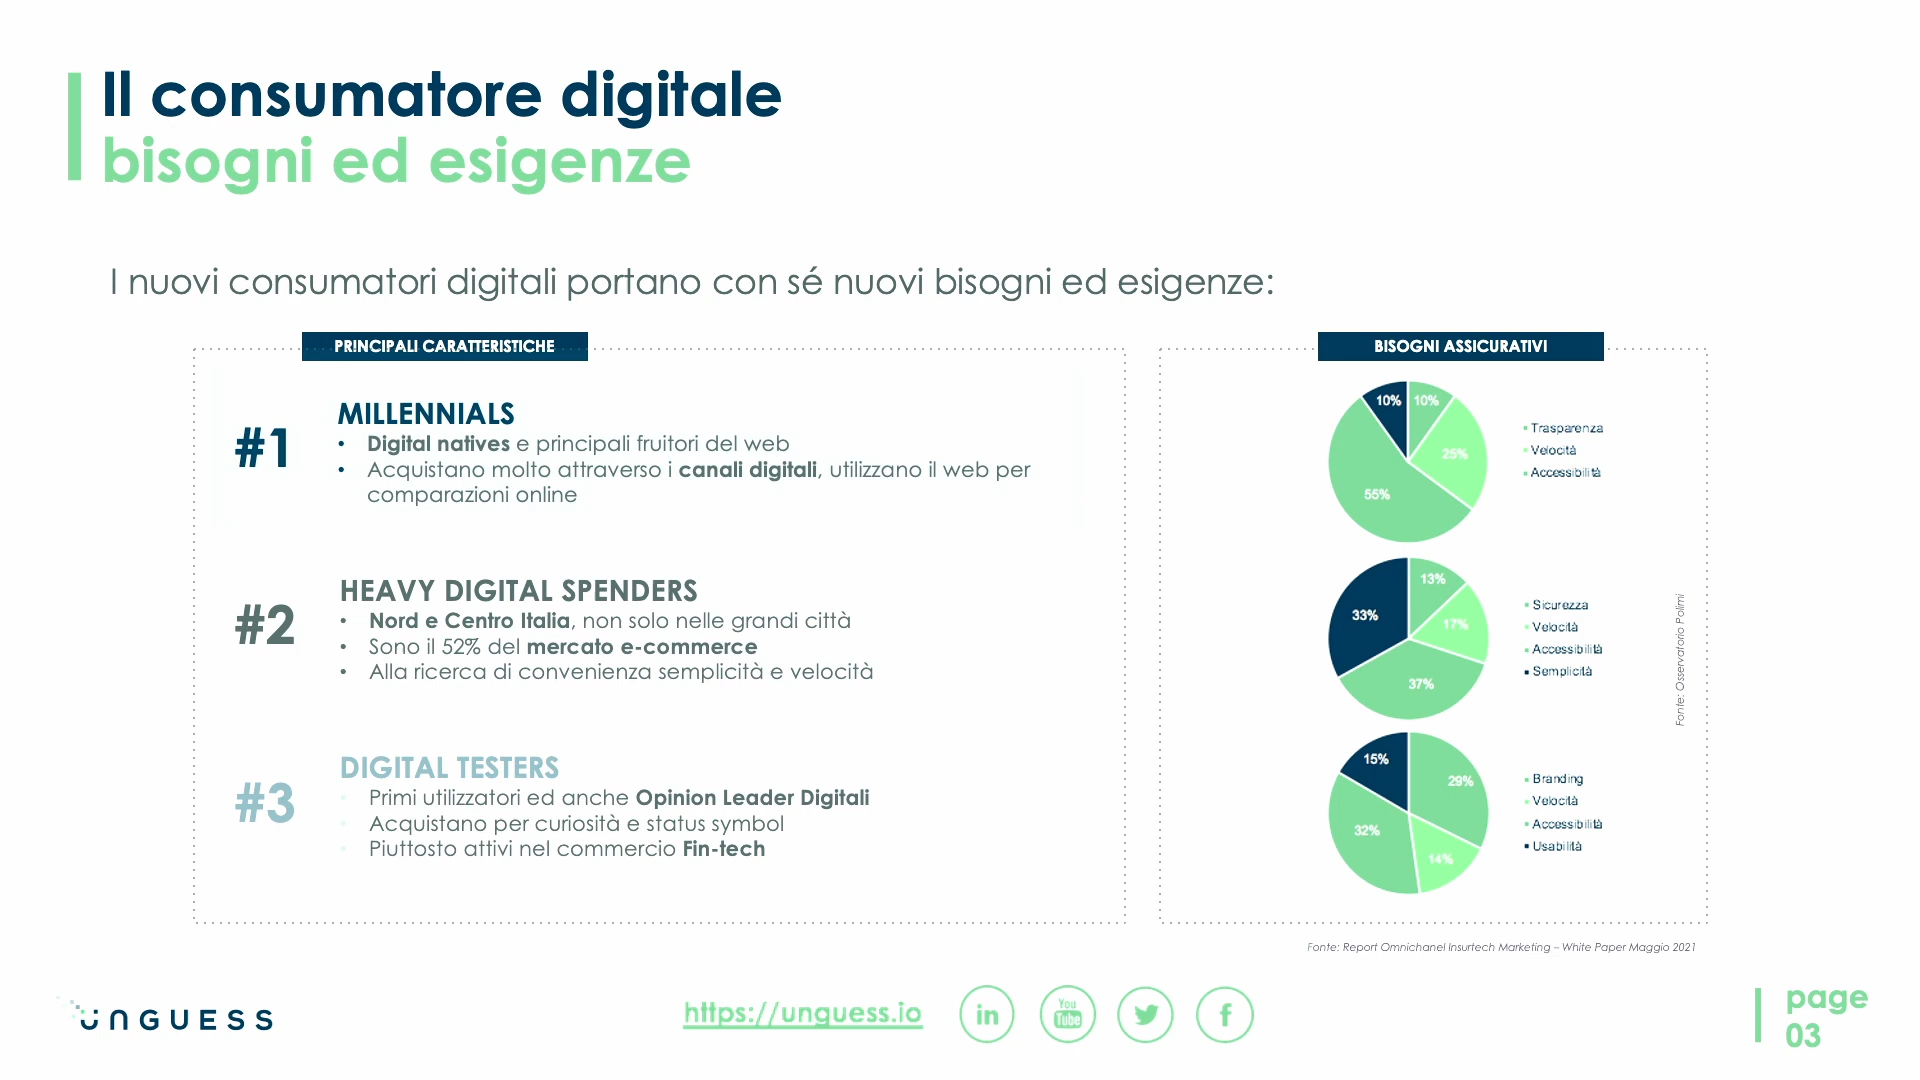 Il consumatore digitale
bisogni ed esigenze
I nuovi consumatori digitali portano con sé nuovi bisogni ed esigenze:
PRINCIPALI CARATTERISTICHE
#1
MILLENNIALS
• Digital natives e principali fruitori del web
• Acquistano molto attraverso i canali digitali, utilizzano il web per
comparazioni online
#2
HEAVY DIGITAL SPENDERS
• Nord e Centro Italia, non solo nelle grandi città
• Sono il 52% del mercato e-commerce
• Alla ricerca di convenienza semplicità e velocità
#3
DIGITAL TESTERS
• Primi utilizzatori ed anche Opinion Leader Digitali
• Acquistano per curiosità e status symbol
• Piuttosto attivi nel commercio Fin-tech
BISOGNI ASSICURATIVI
10% 10%
25%
55%
Trasparenza
Velocità
Accessibilità
13%
33%
17%
37%
Sicurezza
Velocità
Accessibilità
Semplicità
15%
29%
32%
14%
Branding
Velocità
Accessibilità
Usabilità
Fonte: Osservatorio Polimi
Fonte: Report Omnichanel Insurtech Marketing – White Paper Maggio 2021
UNGUESS
https://unguess.io
in
You
Tube
f
page
03